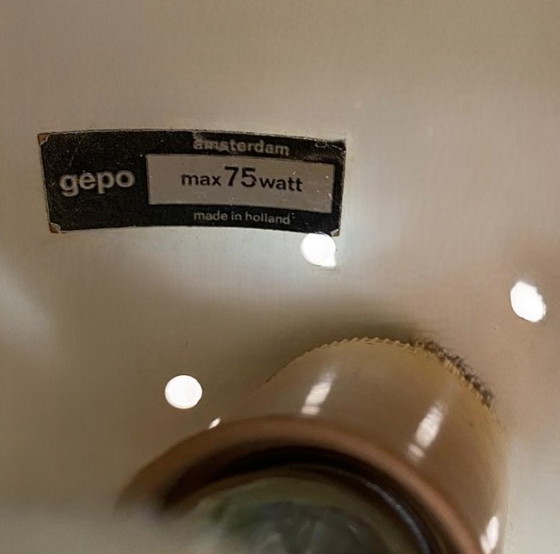 amsterdam
gepo
max 75 watt
made in holland